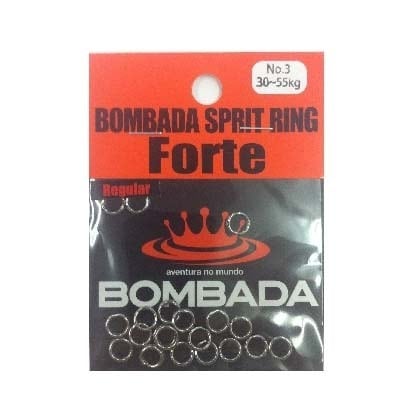 No.3
30~55kg
BOMBADA SPRIT RING
Forte
Regular
aventura no mundo
BOMBADA